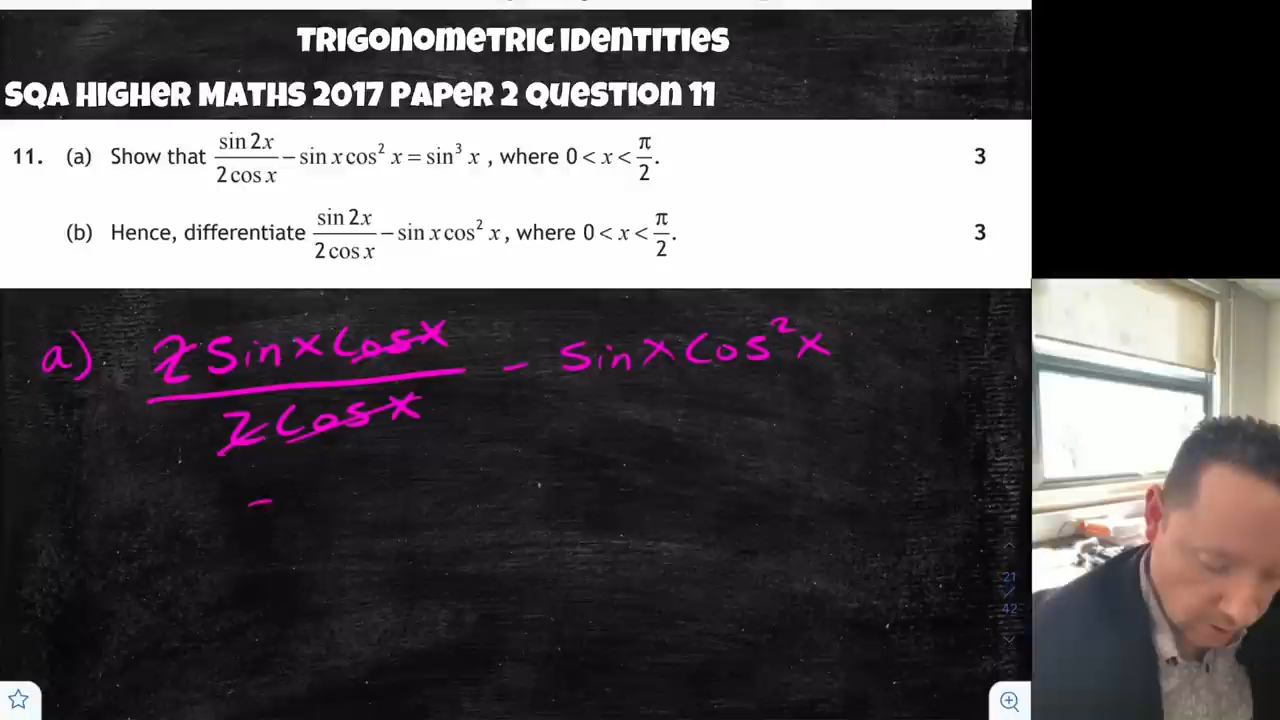 TRIGONOMETRIC IDENTITIES
SQA HIGHER MATHS 2017 PAPER 2 QUESTION 11
11. (a) Show that sin 2x / 2 cos x − sin x cos² x = sin³ x , where 0 < x < π/2. 3
(b) Hence, differentiate sin 2x / 2 cos x − sin x cos² x , where 0 < x < π/2. 3
a) 2 Sin x Cos x / 2 Cos x − Sin x Cos² x
−
21
/
42